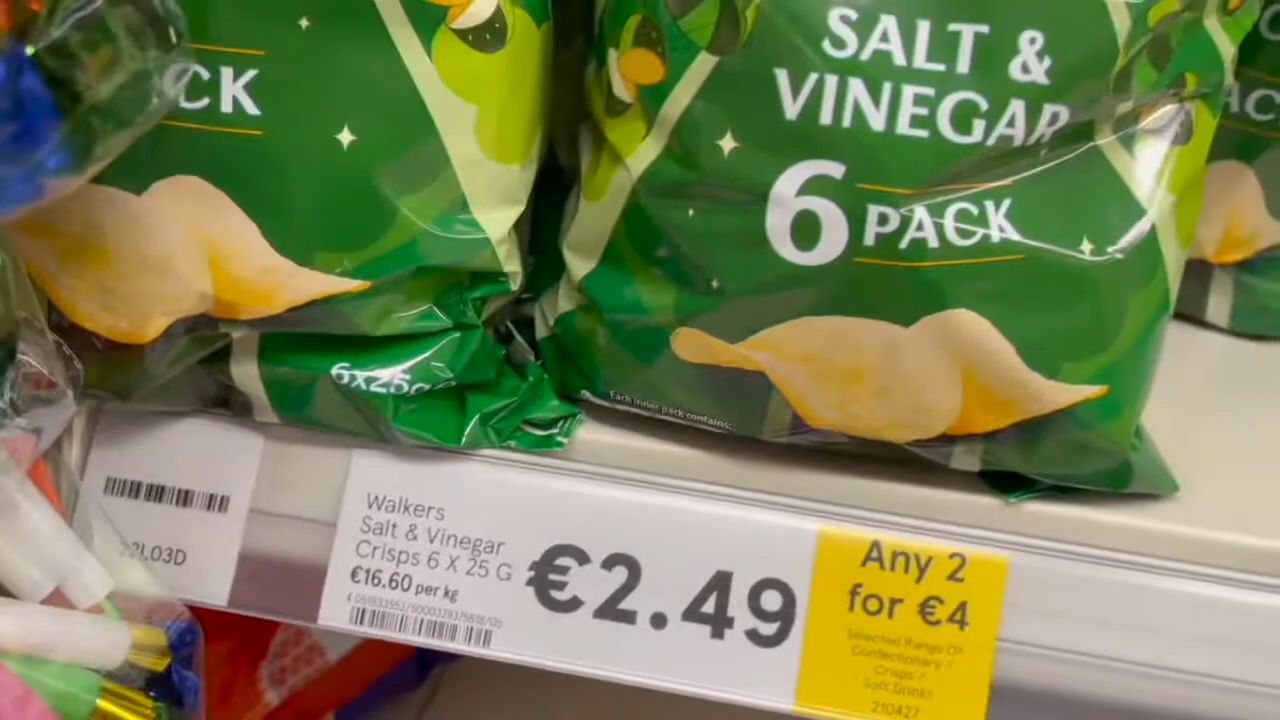 CK
SALT &
VINEGAR
6 PACK
6x25g
Each inner pack contains:
22L03D
Walkers
Salt & Vinegar
Crisps 6 X 25 G
€16.60 per kg
€2.49
Any 2
for €4
Selected Range Of
Confectionary /
Crisps /
Soft Drinks
210427